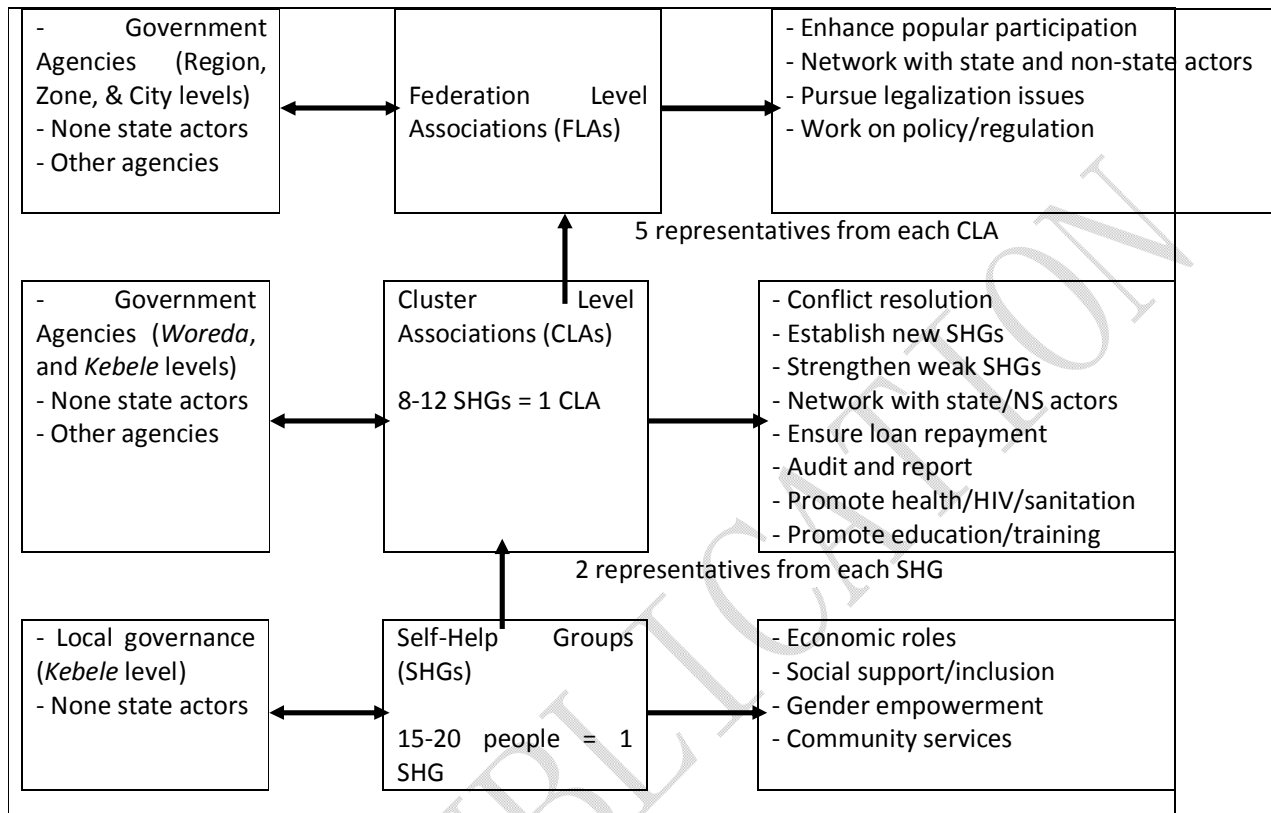 - Government
Agencies (Region,
Zone, & City levels)
- None state actors
- Other agencies
Federation Level
Associations (FLAs)
- Enhance popular participation
- Network with state and non-state actors
- Pursue legalization issues
- Work on policy/regulation
5 representatives from each CLA
- Government
Agencies (Woreda,
and Kebele levels)
- None state actors
- Other agencies
Cluster Level
Associations (CLAs)
8-12 SHGs = 1 CLA
- Conflict resolution
- Establish new SHGs
- Strengthen weak SHGs
- Network with state/NS actors
- Ensure loan repayment
- Audit and report
- Promote health/HIV/sanitation
- Promote education/training
2 representatives from each SHG
- Local governance
(Kebele level)
- None state actors
Self-Help Groups
(SHGs)
15-20 people = 1
SHG
- Economic roles
- Social support/inclusion
- Gender empowerment
- Community services
UBLICATION